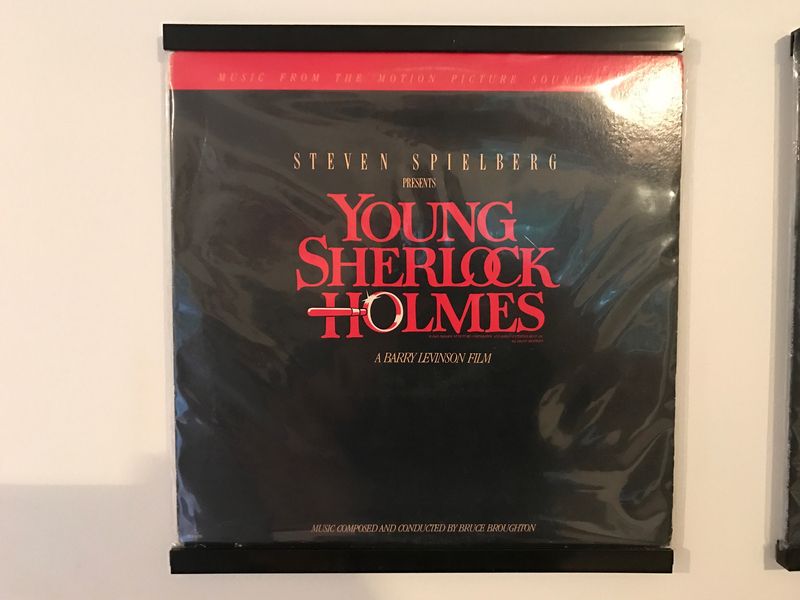 MUSIC FROM THE MOTION PICTURE
STEVEN SPIELBERG
PRESENTS
YOUNG
SHERLOCK
HOLMES
A BARRY LEVINSON FILM
MUSIC COMPOSED AND CONDUCTED BY BRUCE BROUGHTON